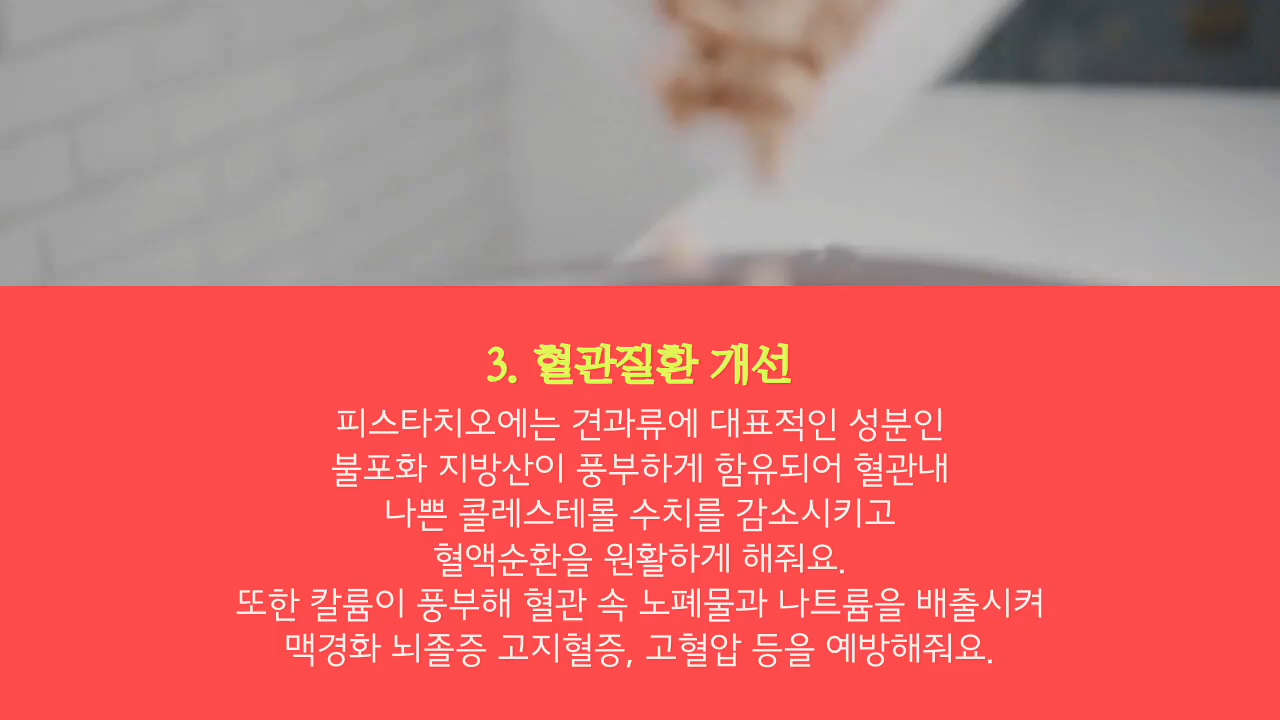 3. 혈관질환 개선
피스타치오에는 견과류에 대표적인 성분인
불포화 지방산이 풍부하게 함유되어 혈관내
나쁜 콜레스테롤 수치를 감소시키고
혈액순환을 원활하게 해줘요.
또한 칼륨이 풍부해 혈관 속 노폐물과 나트륨을 배출시켜
맥경화 뇌졸증 고지혈증, 고혈압 등을 예방해줘요.